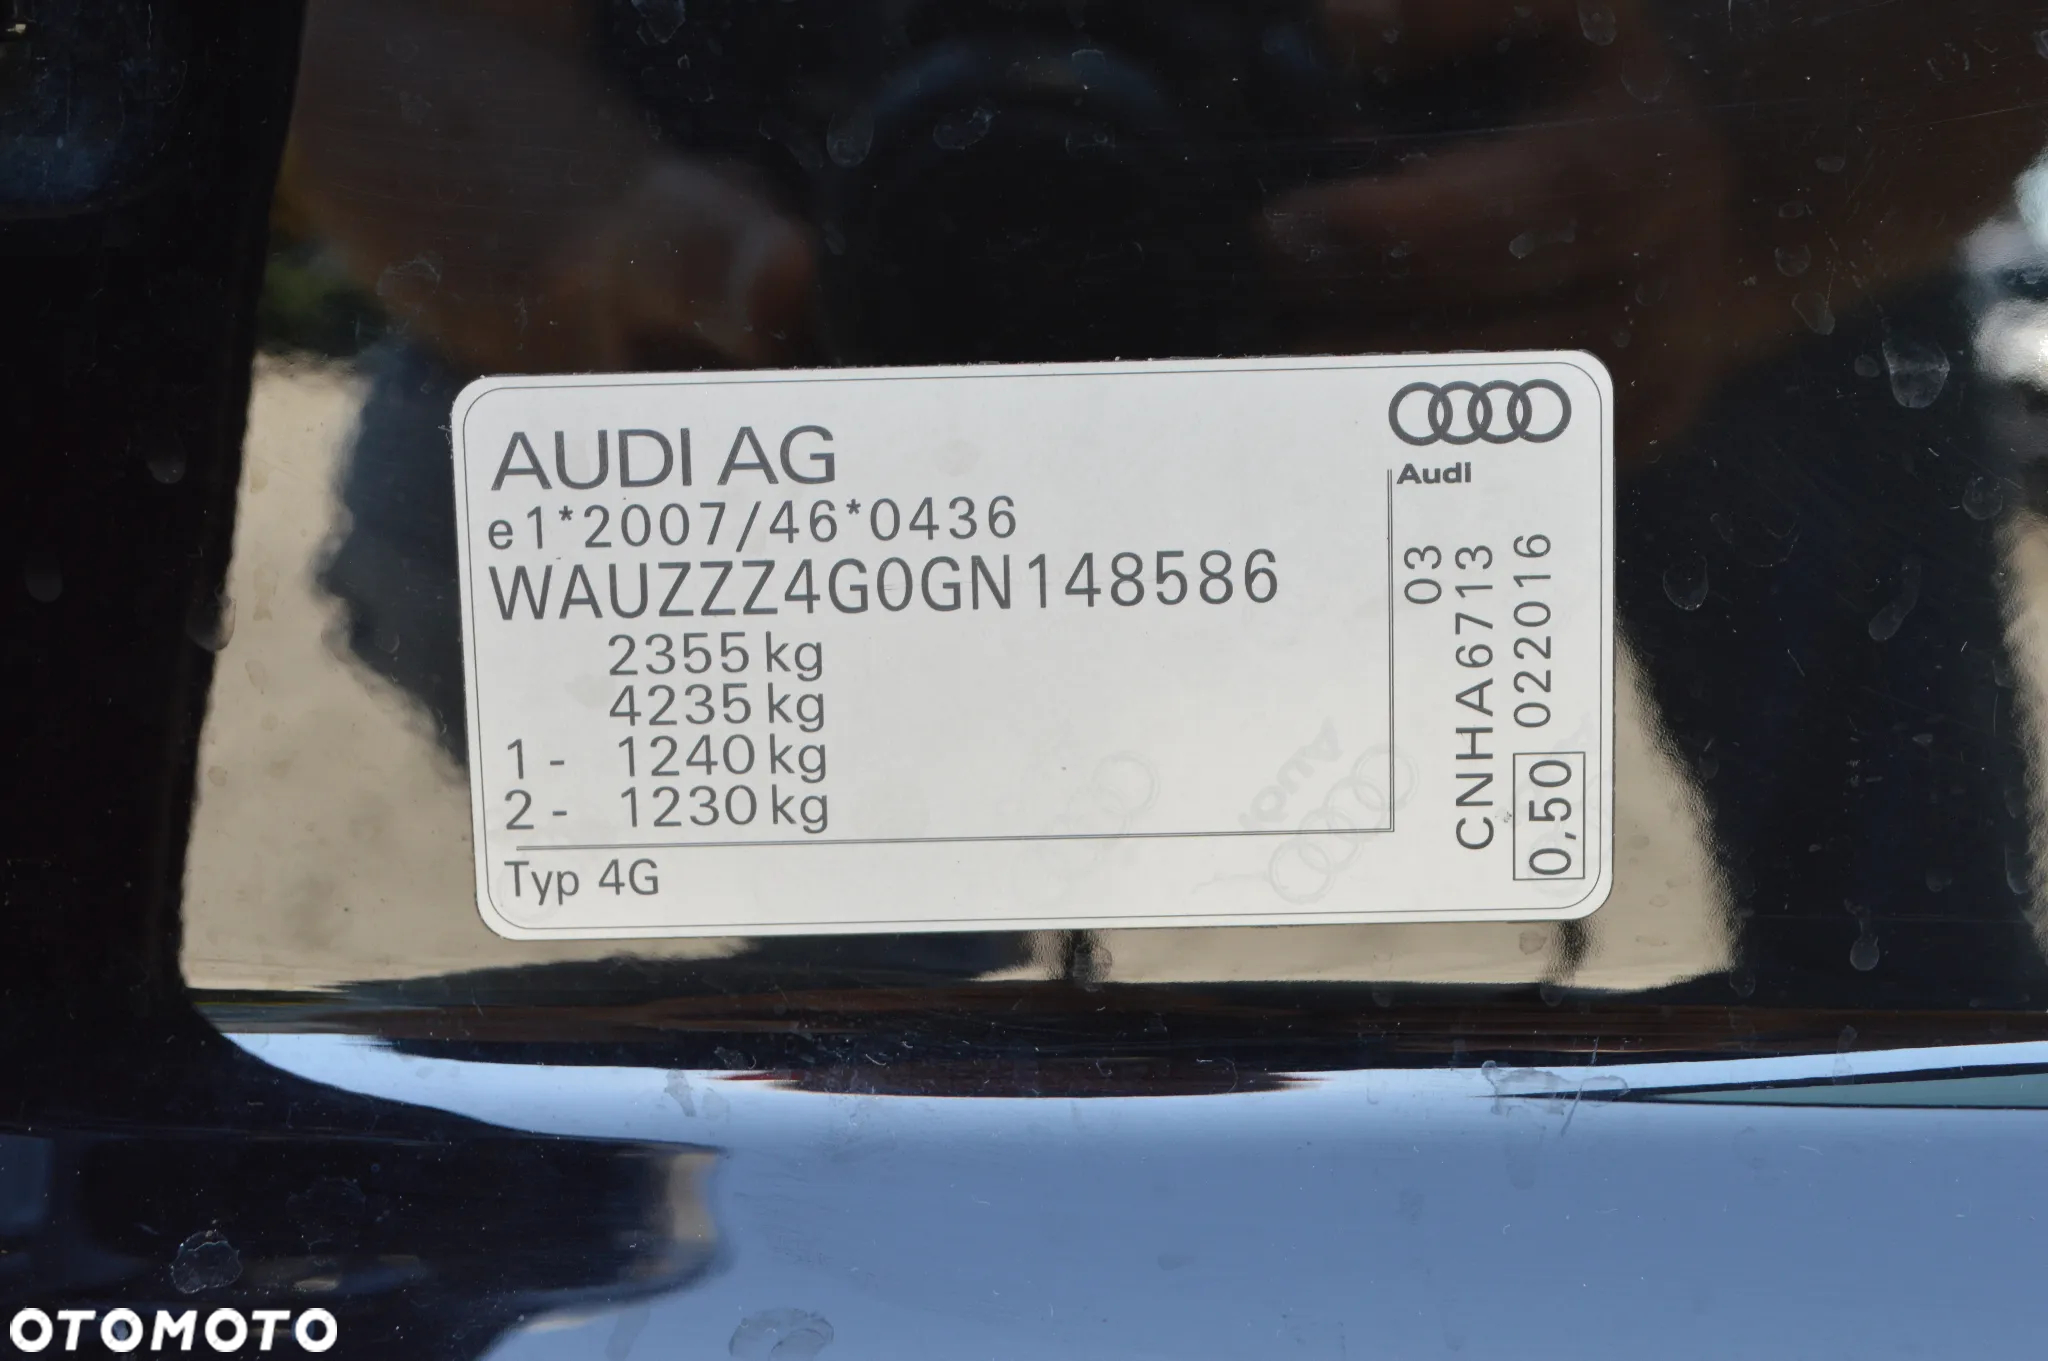 AUDI AG
e1*2007/46*0436
WAUZZZ4G0GN148586
2355 kg
4235 kg
1 - 1240 kg
2 - 1230 kg
Typ 4G
Audi
03
CNHA6713
0,50 022016
OTOMOTO